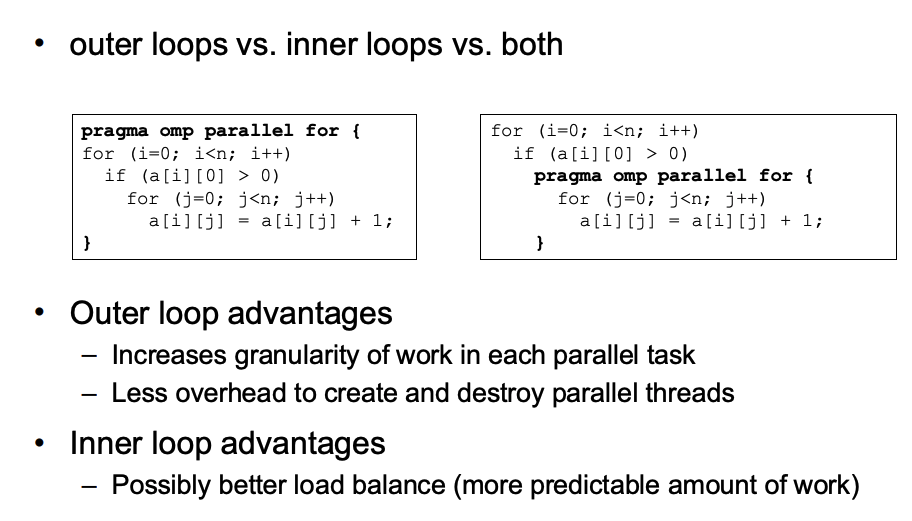 • outer loops vs. inner loops vs. both
pragma omp parallel for {
for (i=0; i<n; i++)
if (a[i][0] > 0)
for (j=0; j<n; j++)
a[i][j] = a[i][j] + 1;
}
for (i=0; i<n; i++)
if (a[i][0] > 0)
pragma omp parallel for {
for (j=0; j<n; j++)
a[i][j] = a[i][j] + 1;
}
• Outer loop advantages
– Increases granularity of work in each parallel task
– Less overhead to create and destroy parallel threads
• Inner loop advantages
– Possibly better load balance (more predictable amount of work)